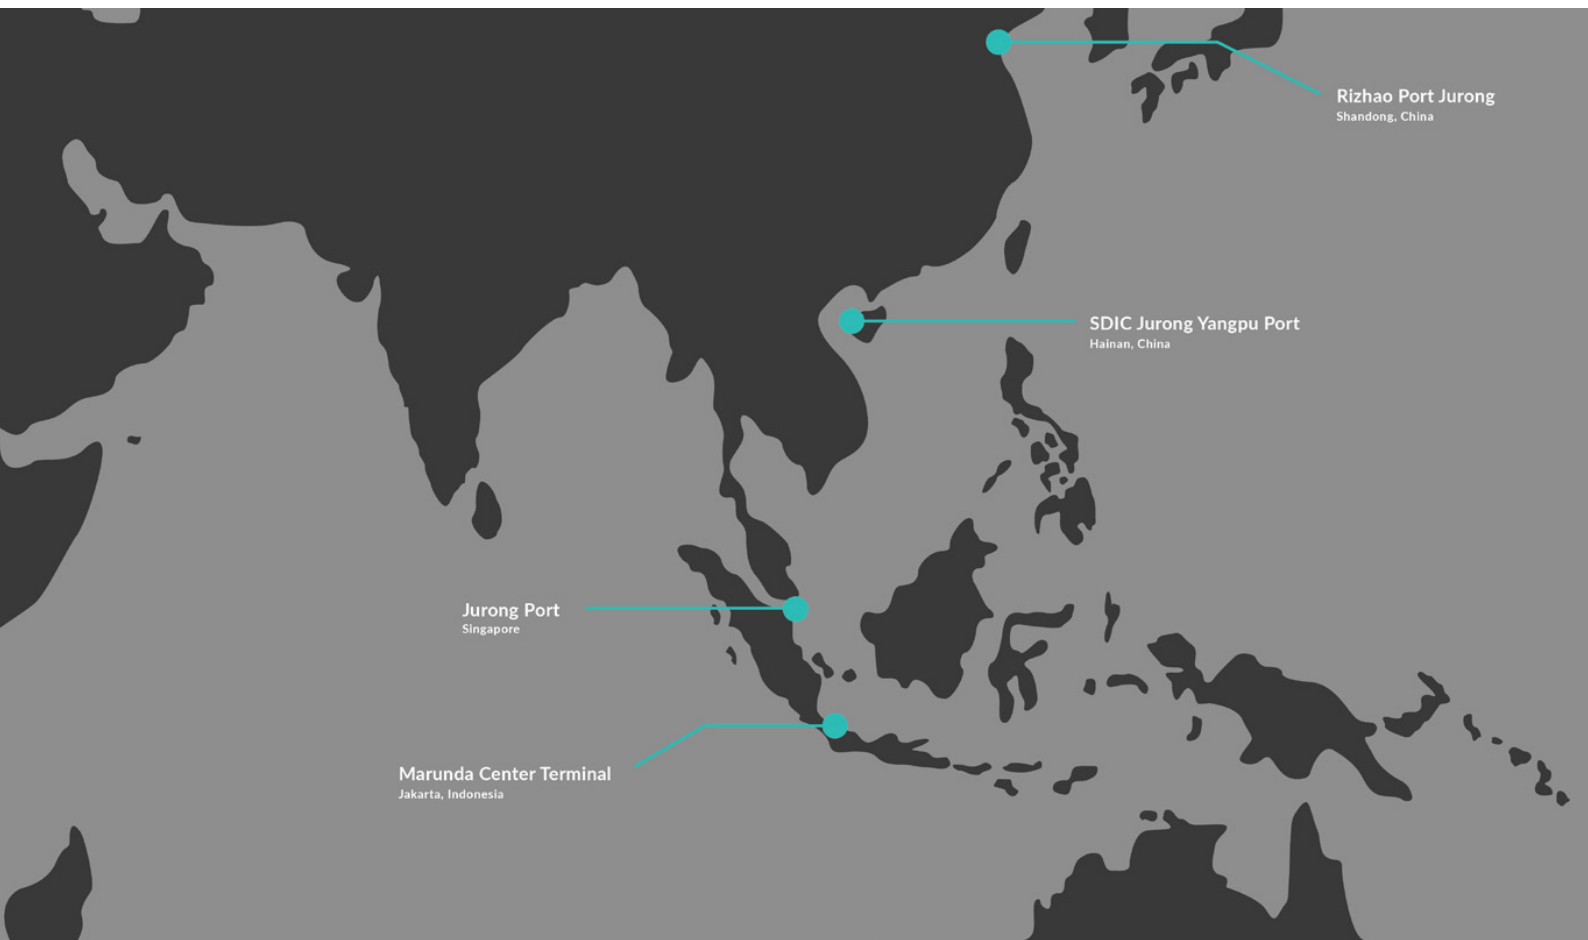 Rizhao Port Jurong
Shandong, China
SDIC Jurong Yangpu Port
Hainan, China
Jurong Port
Singapore
Marunda Center Terminal
Jakarta, Indonesia